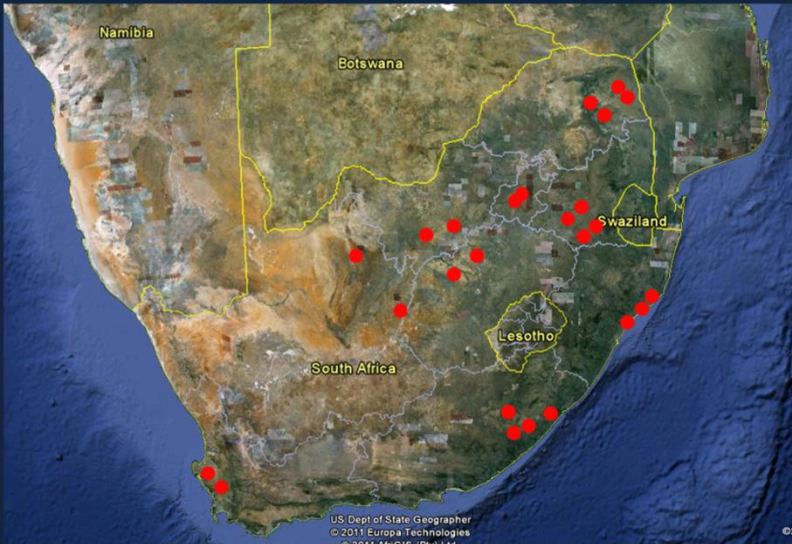 Namibia
Botswana
Swaziland
Lesotho
South Africa
US Dept of State Geographer
© 2011 Europa Technologies